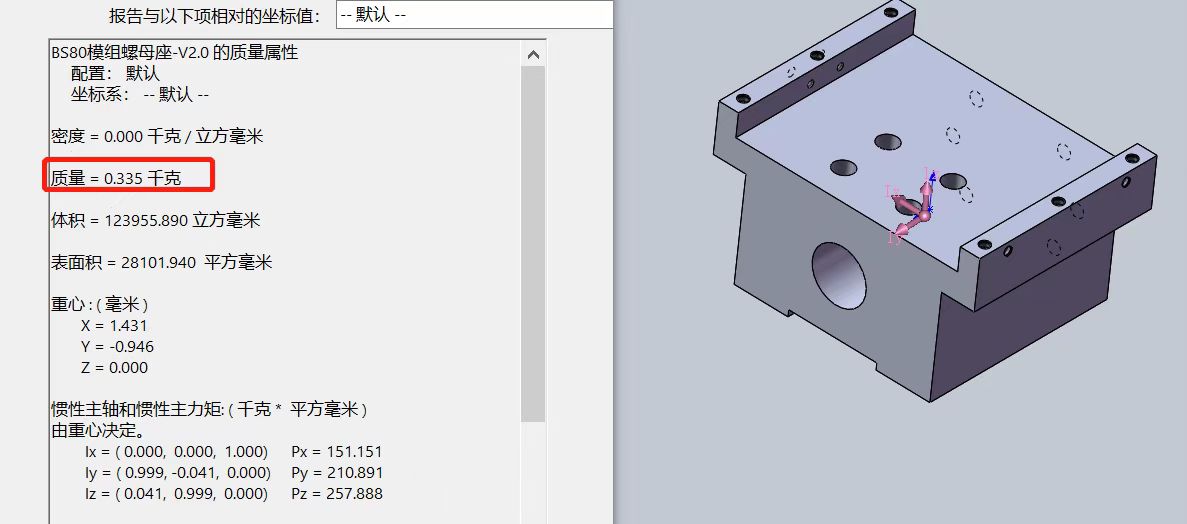 报告与以下项相对的坐标值： -- 默认 --
BS80模组螺母座-V2.0 的质量属性
配置： 默认
坐标系： -- 默认 --
密度 = 0.000 千克 / 立方毫米
质量 = 0.335 千克
体积 = 123955.890 立方毫米
表面积 = 28101.940 平方毫米
重心 : ( 毫米 )
X = 1.431
Y = -0.946
Z = 0.000
惯性主轴和惯性主力矩: ( 千克 * 平方毫米 )
由重心决定。
Ix = ( 0.000, 0.000, 1.000) Px = 151.151
Iy = ( 0.999, -0.041, 0.000) Py = 210.891
Iz = ( 0.041, 0.999, 0.000) Pz = 257.888
Iz
Iy